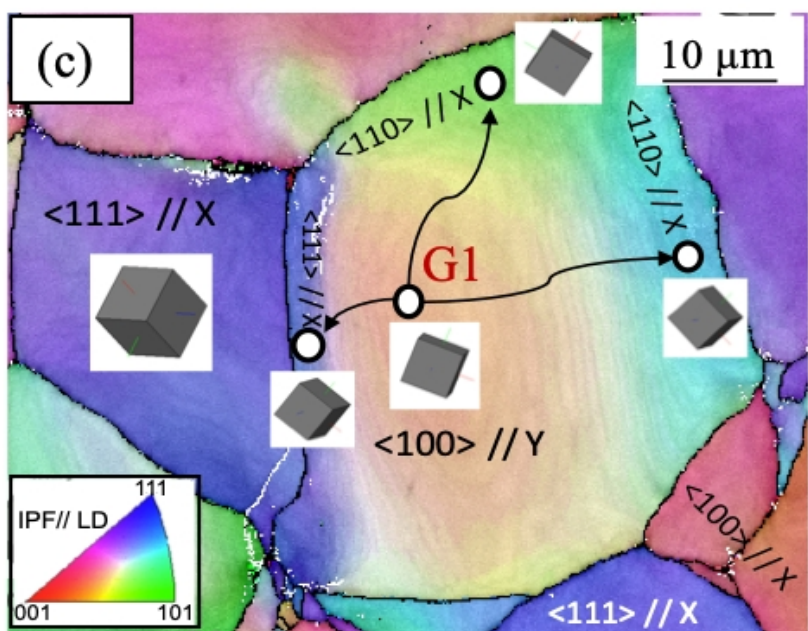 (c)
10 µm
<110> // X
<110> // X
<111> // X
<111> // X
G1
<100> // Y
<100> // X
<111> // X
IPF// LD
111
001
101